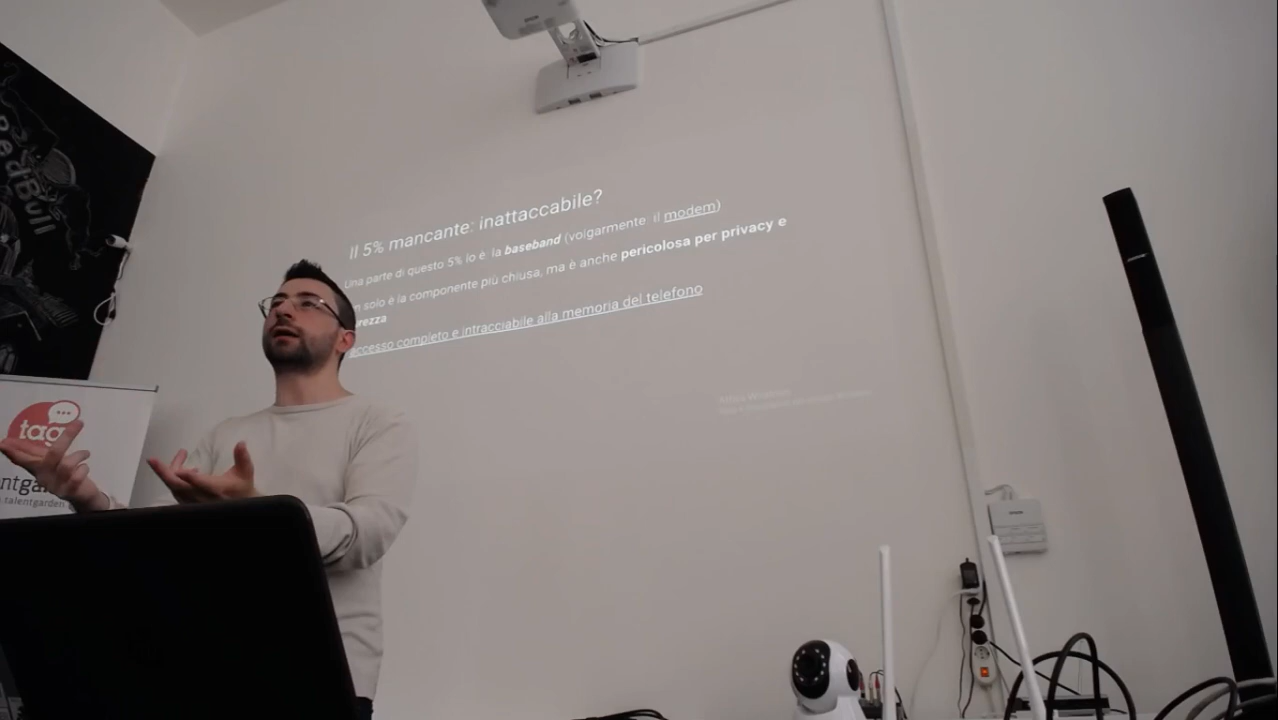 Il 5% mancante: inattaccabile?
Una parte di questo 5% lo è: la baseband (volgarmente il modem)
solo è la componente più chiusa, ma è anche pericolosa per privacy e
rezza
accesso completo e intracciabile alla memoria del telefono
RedBull
tag
ntga
.talentgarden.